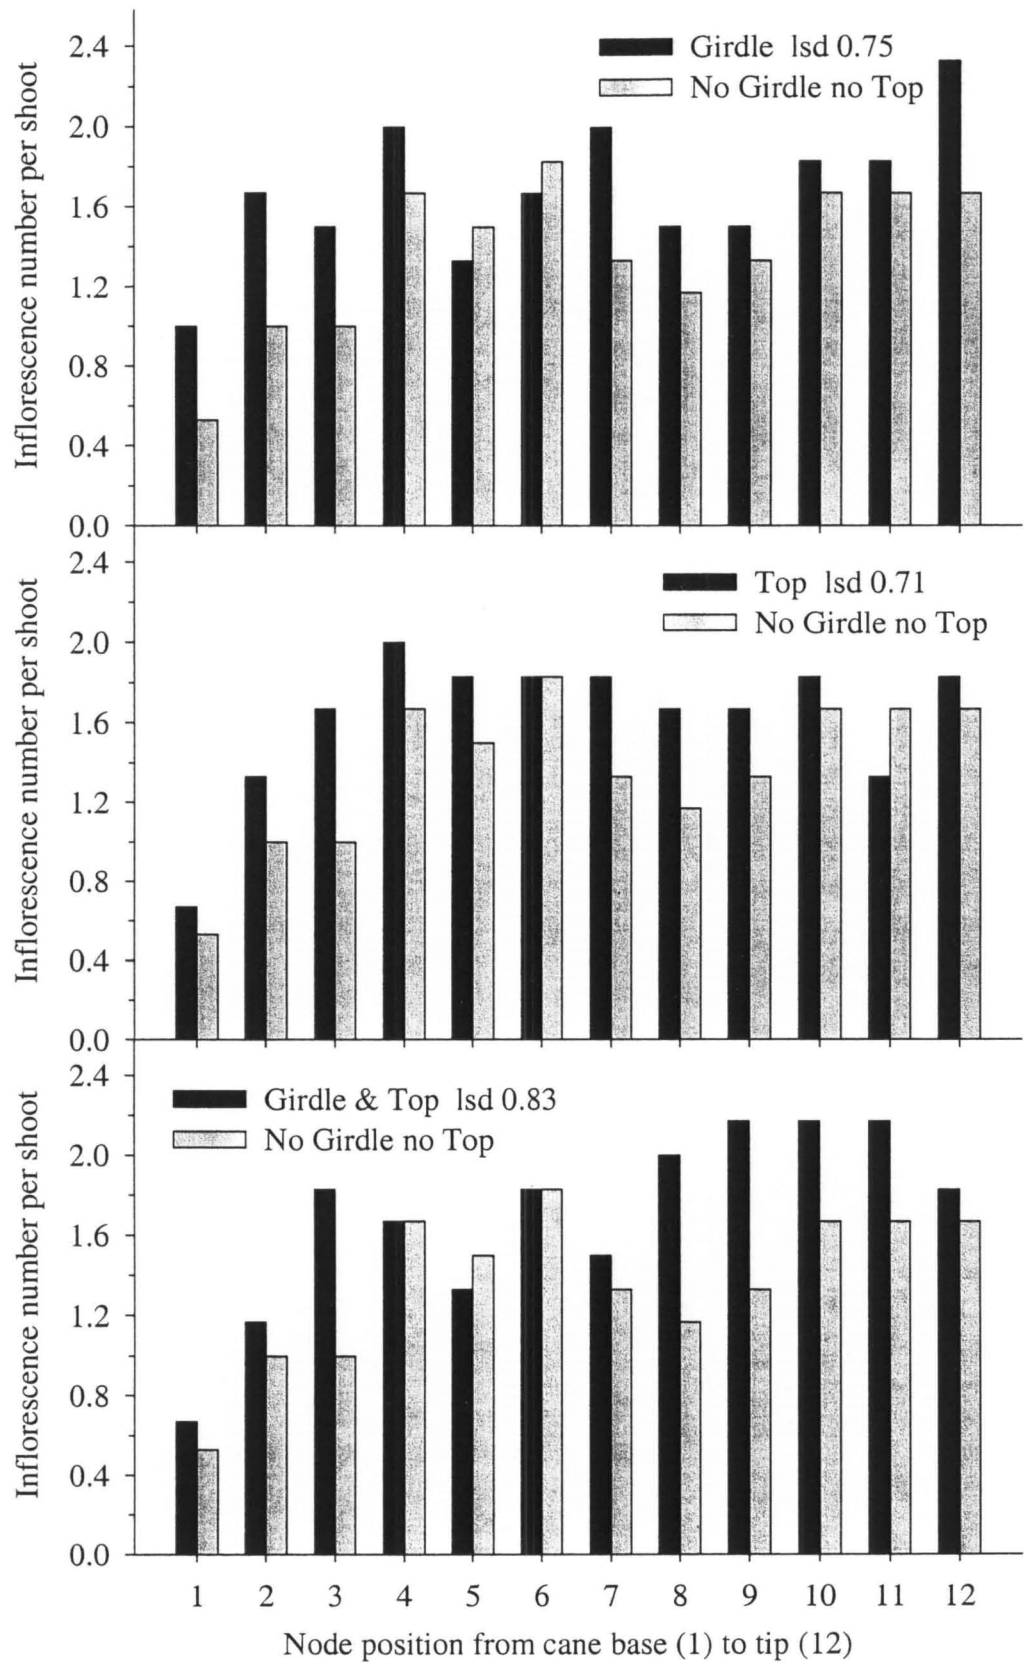 Inflorescence number per shoot
2.4
2.0
1.6
1.2
0.8
0.4
0.0
Girdle lsd 0.75
No Girdle no Top
Inflorescence number per shoot
2.4
2.0
1.6
1.2
0.8
0.4
0.0
Top lsd 0.71
No Girdle no Top
Inflorescence number per shoot
2.4
2.0
1.6
1.2
0.8
0.4
0.0
Girdle & Top lsd 0.83
No Girdle no Top
1 2 3 4 5 6 7 8 9 10 11 12
Node position from cane base (1) to tip (12)